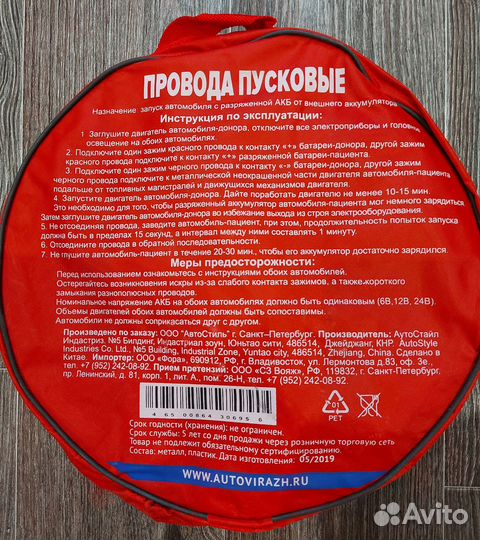 ПРОВОДА ПУСКОВЫЕ
Назначение: запуск автомобиля с разряженной АКБ от внешнего аккумулятора
Инструкция по эксплуатации:
1 Заглушите двигатель автомобиля-донора, отключите все электроприборы и головное
освещение на обоих автомобилях.
2. Подключите один зажим красного провода к контакту «+» батареи-донора, другой зажим
красного провода подключите к контакту «+» разряженной батареи-пациента.
3. Подключите один зажим черного провода к контакту «-» батареи-донора, другой зажим
черного провода подключите к металлической неокрашенной части двигателя автомобиля-пациента
подальше от топливных магистралей и движущихся механизмов двигателя.
4 Запустите двигатель автомобиля-донора. Дайте поработать двигателю не менее 10-15 мин.
Это необходимо для того, чтобы разряженный аккумулятор автомобиля-пациента мог немного зарядиться
Затем заглушите двигатель автомобиля-донора во избежание выхода из строя электрооборудования.
5. Не отсоединяя провода, заведите автомобиль-пациент, при этом, продолжительность попыток запуска
должна быть в пределах 15 секунд, а интервал между ними составлять 1 минуту.
6. Отсоедините провода в обратной последовательности.
7. Не глушите автомобиль-пациент в течение 20-30 мин., чтобы его аккумулятор достаточно зарядился.
Меры предосторожности:
Перед использованием ознакомьтесь с инструкциями обоих автомобилей.
Остерегайтесь возникновения искры из-за слабого контакта зажимов, а также.короткого
замыкания разнополюсных проводов.
Номинальное напряжение АКБ на обоих автомобилях должно быть одинаковым (6В,12В, 24В).
Объемы двигателей обоих автомобилей должны быть близкими.
Автомобили не должны соприкасаться друг с другом.
Произведено по заказу: ООО "АвтоСтиль" г. Санкт-Петербург. Производитель: АутоСтайл
Индастриз. №5 Билдинг, Индастриал зоун, Юньтао сити, 486514, Джейджанг, КНР. AutoStyle
Industries Co. Ltd., №5 Building, Industrial Zone, Yuntao city, 486514, Zhejiang, China. Сделано в
Китае. Импортер — ООО «Фора», 690912, РФ, г. Владивосток, ул. Лермонтова д.83, оф. 3е.,
тел. +7 (952) 242-08-92. Прием претензий: ООО «СЗ Вояж», РФ, 119832, г. Санкт-Петербург,
пр. Ленинский, д. 81, корп. 1, лит. А., пом. 26-Н, тел. +7 (952) 242-08-92.
4 650086 430695 6
01
PET
Срок годности (хранения): не ограничен.
Срок службы: 5 лет со дня продажи через розничную торговую сеть
Товар не подлежит обязательному сертифицированию.
Состав: металл, пластик. Дата изготовления: 05/2019
WWW.AUTOVIRAZH.RU
Avito